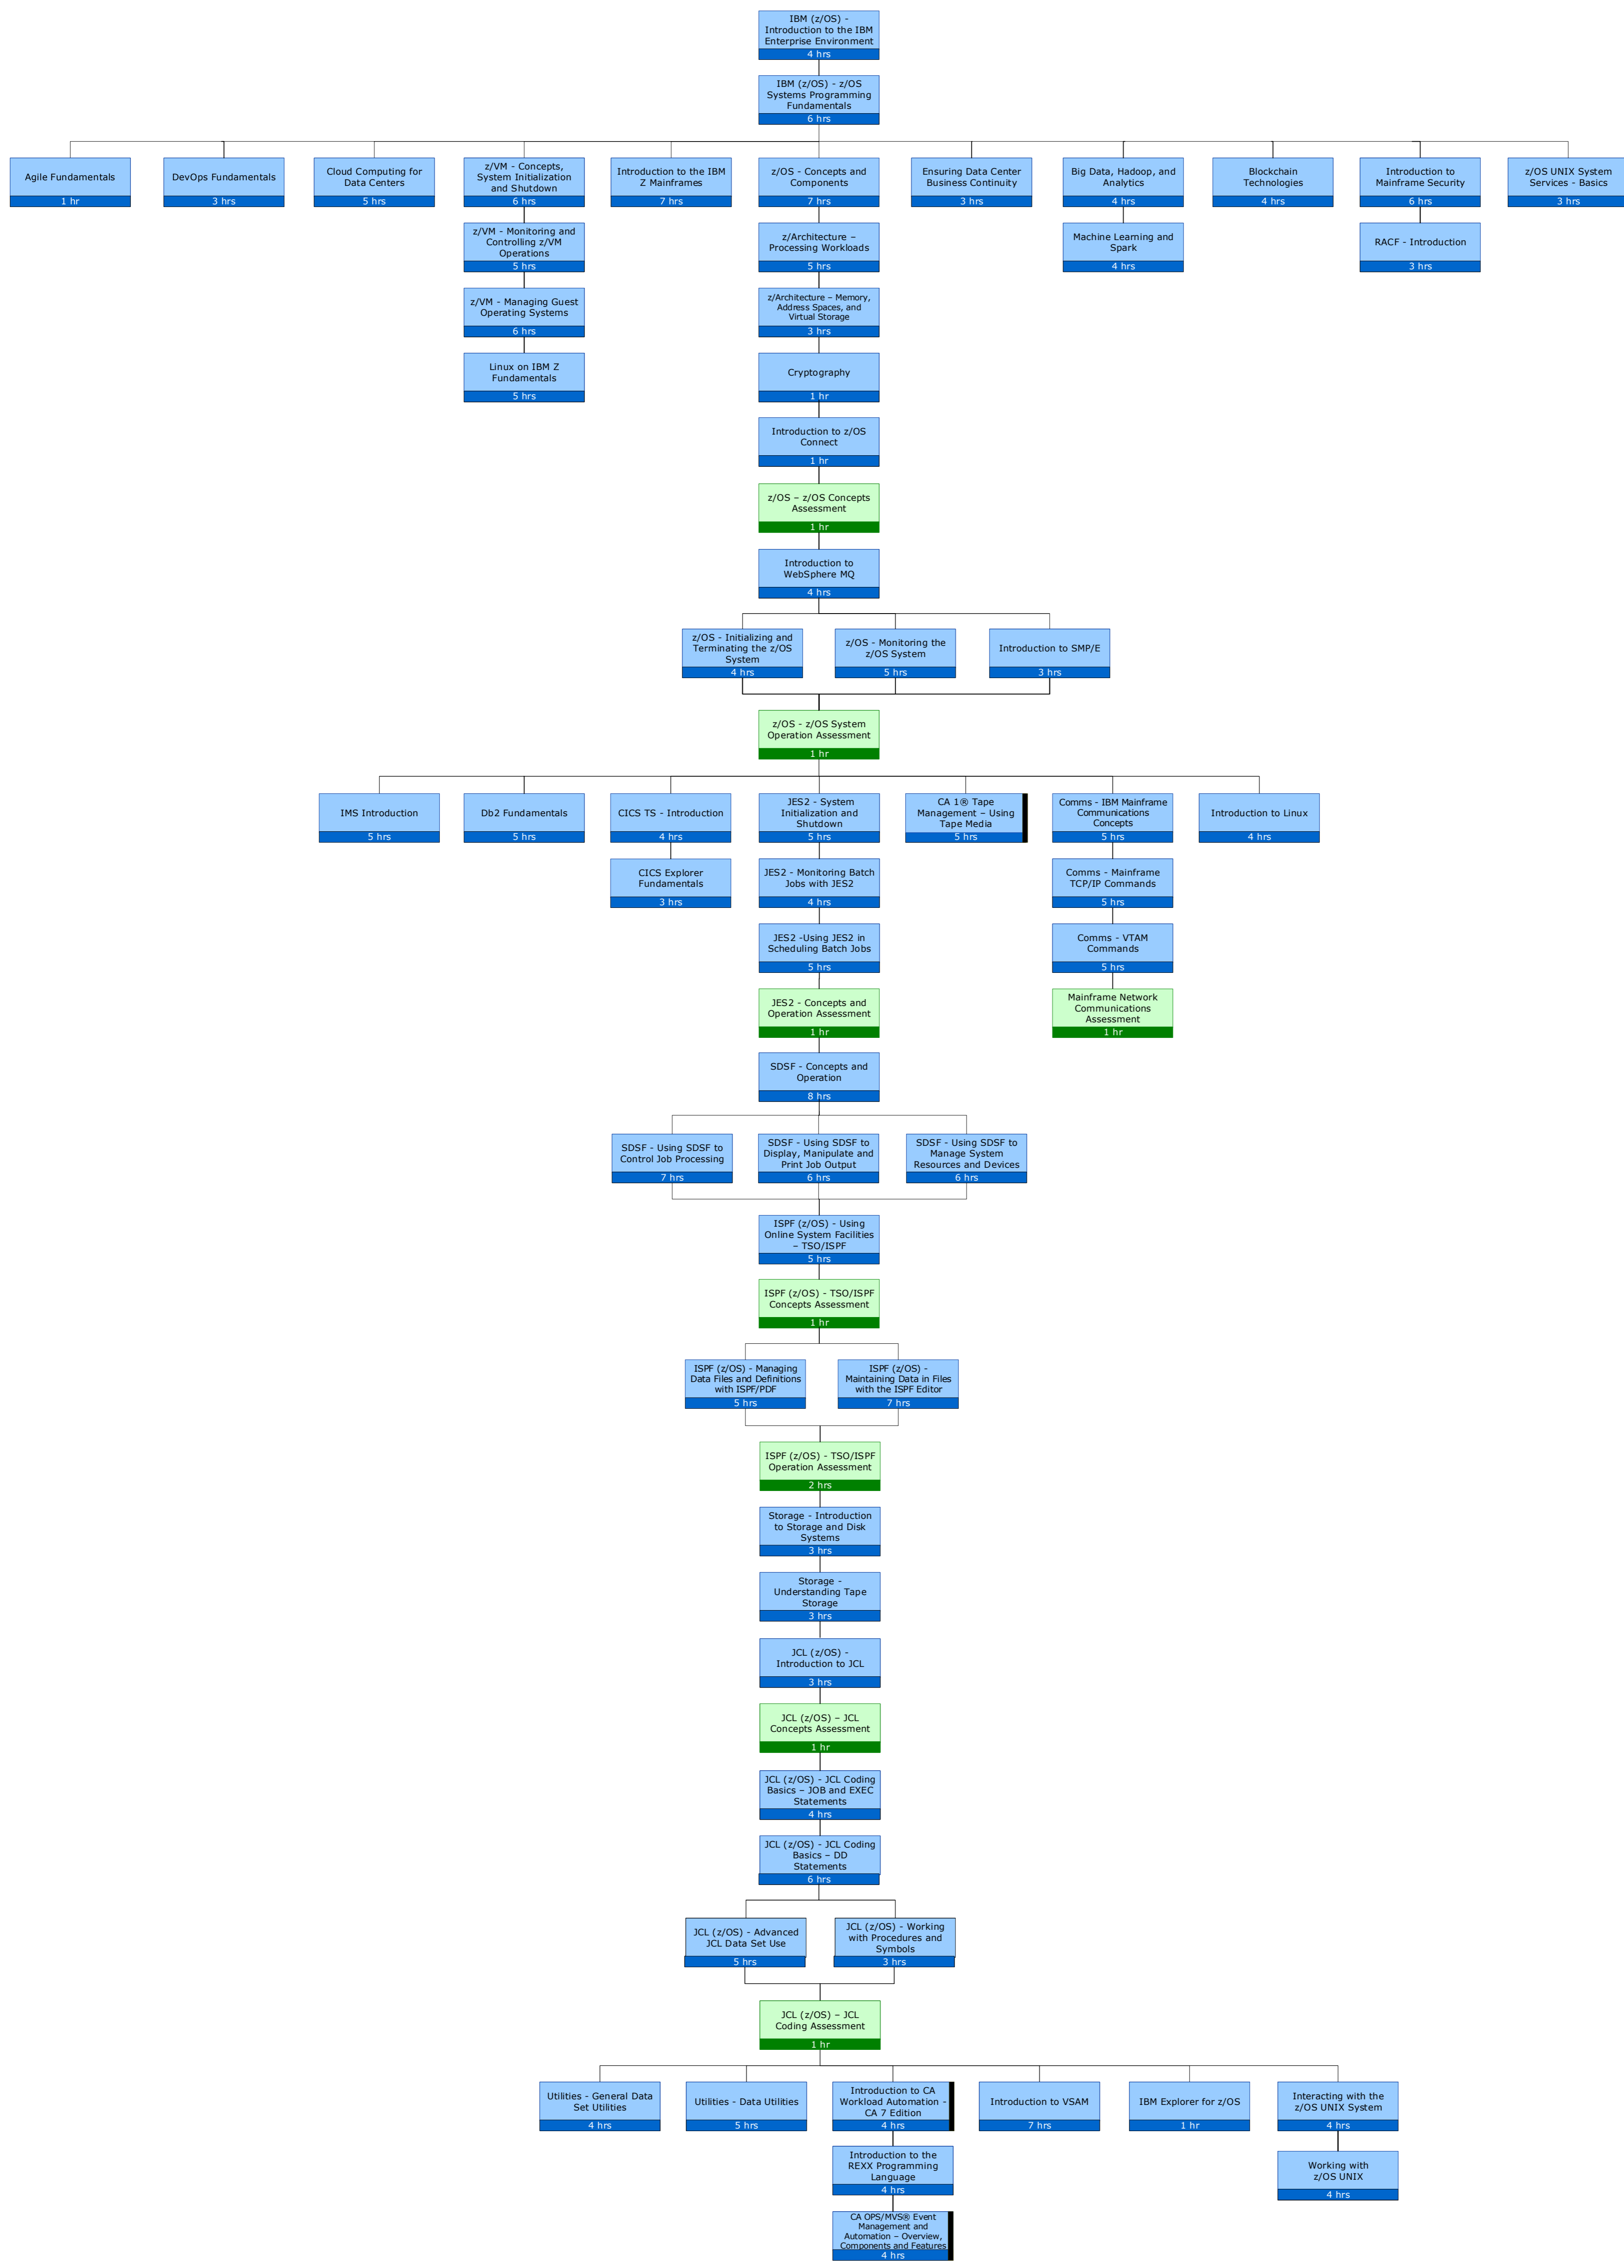 IBM (z/OS) -
Introduction to the IBM
Enterprise Environment
4 hrs
IBM (z/OS) - z/OS
Systems Programming
Fundamentals
6 hrs
Agile Fundamentals
1 hr
DevOps Fundamentals
3 hrs
Cloud Computing for
Data Centers
5 hrs
z/VM - Concepts,
System Initialization
and Shutdown
6 hrs
Introduction to the IBM
Z Mainframes
7 hrs
z/OS - Concepts and
Components
7 hrs
Ensuring Data Center
Business Continuity
3 hrs
Big Data, Hadoop, and
Analytics
4 hrs
Blockchain
Technologies
4 hrs
Introduction to
Mainframe Security
6 hrs
z/OS UNIX System
Services - Basics
3 hrs
z/VM - Monitoring and
Controlling z/VM
Operations
5 hrs
z/Architecture –
Processing Workloads
5 hrs
Machine Learning and
Spark
4 hrs
RACF - Introduction
3 hrs
z/VM - Managing Guest
Operating Systems
6 hrs
z/Architecture – Memory,
Address Spaces, and
Virtual Storage
3 hrs
Linux on IBM Z
Fundamentals
5 hrs
Cryptography
1 hr
Introduction to z/OS
Connect
1 hr
z/OS – z/OS Concepts
Assessment
1 hr
Introduction to
WebSphere MQ
4 hrs
z/OS - Initializing and
Terminating the z/OS
System
4 hrs
z/OS - Monitoring the
z/OS System
5 hrs
Introduction to SMP/E
3 hrs
z/OS - z/OS System
Operation Assessment
1 hr
IMS Introduction
5 hrs
Db2 Fundamentals
5 hrs
CICS TS - Introduction
4 hrs
JES2 - System
Initialization and
Shutdown
5 hrs
CA 1® Tape
Management – Using
Tape Media
5 hrs
Comms - IBM Mainframe
Communications
Concepts
5 hrs
Introduction to Linux
4 hrs
CICS Explorer
Fundamentals
3 hrs
JES2 - Monitoring Batch
Jobs with JES2
4 hrs
Comms - Mainframe
TCP/IP Commands
5 hrs
JES2 -Using JES2 in
Scheduling Batch Jobs
5 hrs
Comms - VTAM
Commands
5 hrs
JES2 - Concepts and
Operation Assessment
1 hr
Mainframe Network
Communications
Assessment
1 hr
SDSF - Concepts and
Operation
8 hrs
SDSF - Using SDSF to
Control Job Processing
7 hrs
SDSF - Using SDSF to
Display, Manipulate and
Print Job Output
6 hrs
SDSF - Using SDSF to
Manage System
Resources and Devices
6 hrs
ISPF (z/OS) - Using
Online System Facilities
– TSO/ISPF
5 hrs
ISPF (z/OS) - TSO/ISPF
Concepts Assessment
1 hr
ISPF (z/OS) - Managing
Data Files and Definitions
with ISPF/PDF
5 hrs
ISPF (z/OS) -
Maintaining Data in Files
with the ISPF Editor
7 hrs
ISPF (z/OS) - TSO/ISPF
Operation Assessment
2 hrs
Storage - Introduction
to Storage and Disk
Systems
3 hrs
Storage -
Understanding Tape
Storage
3 hrs
JCL (z/OS) -
Introduction to JCL
3 hrs
JCL (z/OS) – JCL
Concepts Assessment
1 hr
JCL (z/OS) - JCL Coding
Basics – JOB and EXEC
Statements
4 hrs
JCL (z/OS) - JCL Coding
Basics – DD
Statements
6 hrs
JCL (z/OS) - Advanced
JCL Data Set Use
5 hrs
JCL (z/OS) - Working
with Procedures and
Symbols
3 hrs
JCL (z/OS) – JCL
Coding Assessment
1 hr
Utilities - General Data
Set Utilities
4 hrs
Utilities - Data Utilities
5 hrs
Introduction to CA
Workload Automation -
CA 7 Edition
4 hrs
Introduction to VSAM
7 hrs
IBM Explorer for z/OS
1 hr
Interacting with the
z/OS UNIX System
4 hrs
Introduction to the
REXX Programming
Language
4 hrs
Working with
z/OS UNIX
4 hrs
CA OPS/MVS® Event
Management and
Automation – Overview,
Components and Features
4 hrs